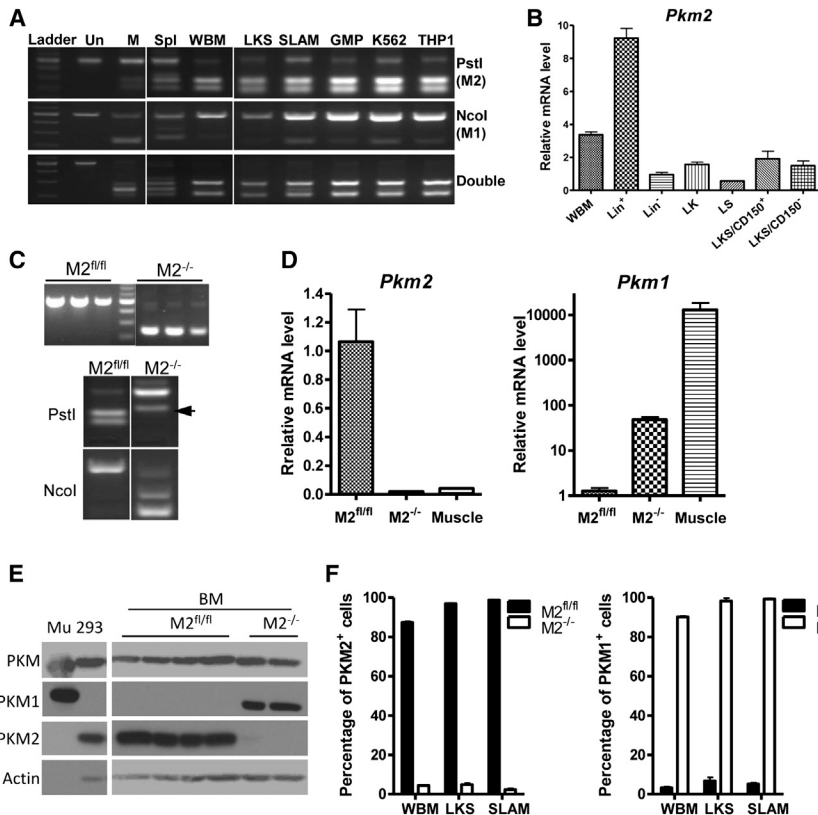 A
Ladder Un M Spl WBM LKS SLAM GMP K562 THP1
PstI
(M2)
NcoI
(M1)
Double
B
Pkm2
Relative mRNA level
10
8
6
4
2
0
WBM Lin+ Lin- LK LS LKS/CD150+ LKS/CD150-
C
M2fl/fl M2-/-
M2fl/fl M2-/-
PstI
NcoI
D
Pkm2
Rrelative mRNA level
1.4
1.2
1.0
0.8
0.6
0.4
0.2
0.0
M2fl/fl M2-/- Muscle
Pkm1
Relative mRNA level
10000
1000
100
10
1
M2fl/fl M2-/- Muscle
E
BM
Mu 293 M2fl/fl M2-/-
PKM
PKM1
PKM2
Actin
F
Percentage of PKM2+ cells
100
80
60
40
20
0
WBM LKS SLAM
M2fl/fl
M2-/-
Percentage of PKM1+ cells
100
80
60
40
20
0
WBM LKS SLAM